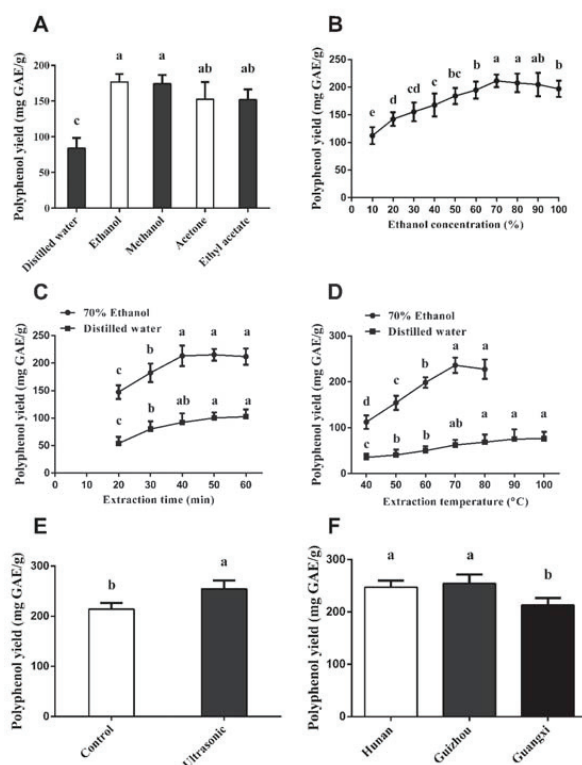 A
Polyphenol yield (mg GAE/g)
200
150
100
50
0
c
a
a
ab
ab
Distilled water
Ethanol
Methanol
Acetone
Ethyl acetate
B
Polyphenol yield (mg GAE/g)
250
200
150
100
50
0
e
d
cd
c
bc
b
a
a
ab
b
10 20 30 40 50 60 70 80 90 100
Ethanol concentration (%)
C
70% Ethanol
Distilled water
Polyphenol yield (mg GAE/g)
250
200
150
100
50
0
c
b
a
a
a
c
b
ab
a
a
20 30 40 50 60
Extraction time (min)
D
70% Ethanol
Distilled water
Polyphenol yield (mg GAE/g)
300
200
100
0
d
c
b
a
a
c
b
b
ab
a
a
a
40 50 60 70 80 90 100
Extraction temperature (°C)
E
Polyphenol yield (mg GAE/g)
300
200
100
0
b
a
Control
Ultrasonic
F
Polyphenol yield (mg GAE/g)
300
200
100
0
a
a
b
Hunan
Guizhou
Guangxi